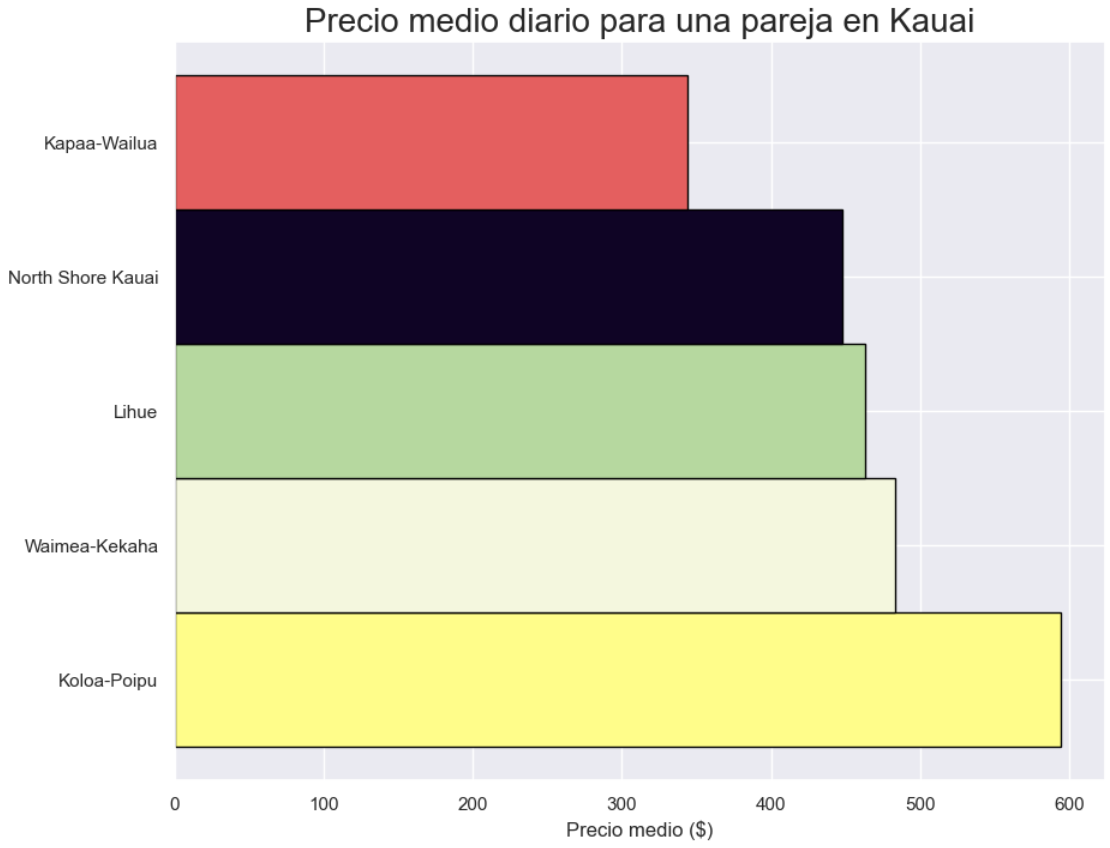 Precio medio diario para una pareja en Kauai
Kapaa-Wailua
North Shore Kauai
Lihue
Waimea-Kekaha
Koloa-Poipu
0 100 200 300 400 500 600
Precio medio ($)